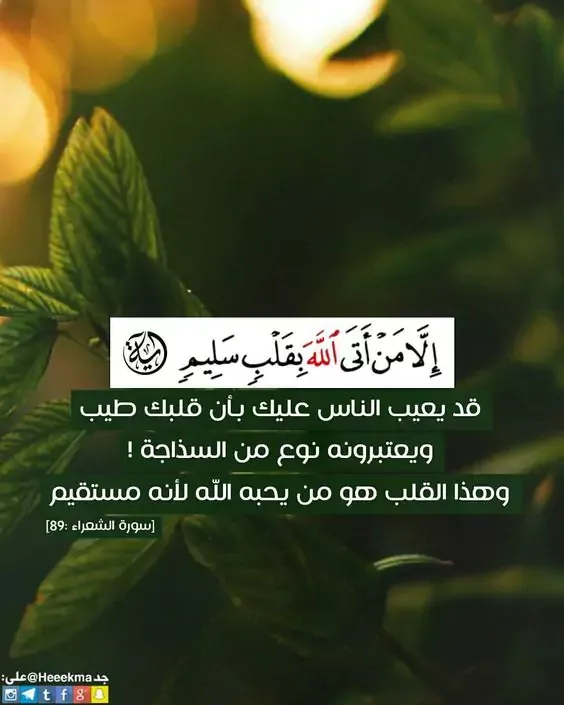 إِلَّا مَنْ أَتَى ٱللَّهَ بِقَلْبٍ سَلِيمٍ آية
قد يعيب الناس عليك بأن قلبك طيب
ويعتبرونه نوع من السذاجة !
وهذا القلب هو من يحبه الله لأنه مستقيم
[سورة الشعراء :89]
جد Heeekma@على: